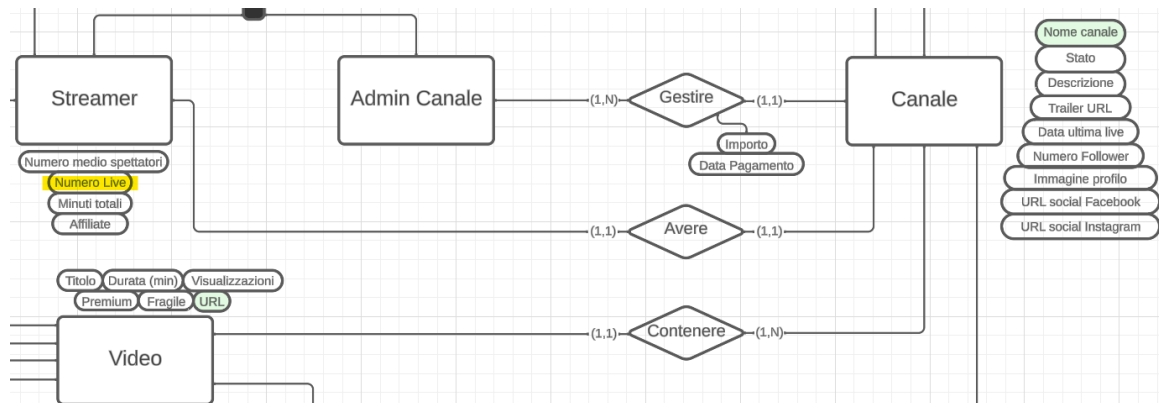 Streamer
Numero medio spettatori
Numero Live
Minuti totali
Affiliate
Admin Canale
(1,N) Gestire (1,1)
Importo
Data Pagamento
Canale
Nome canale
Stato
Descrizione
Trailer URL
Data ultima live
Numero Follower
Immagine profilo
URL social Facebook
URL social Instagram
(1,1) Avere (1,1)
Titolo Durata (min) Visualizzazioni
Premium Fragile URL
Video
(1,1) Contenere (1,N)